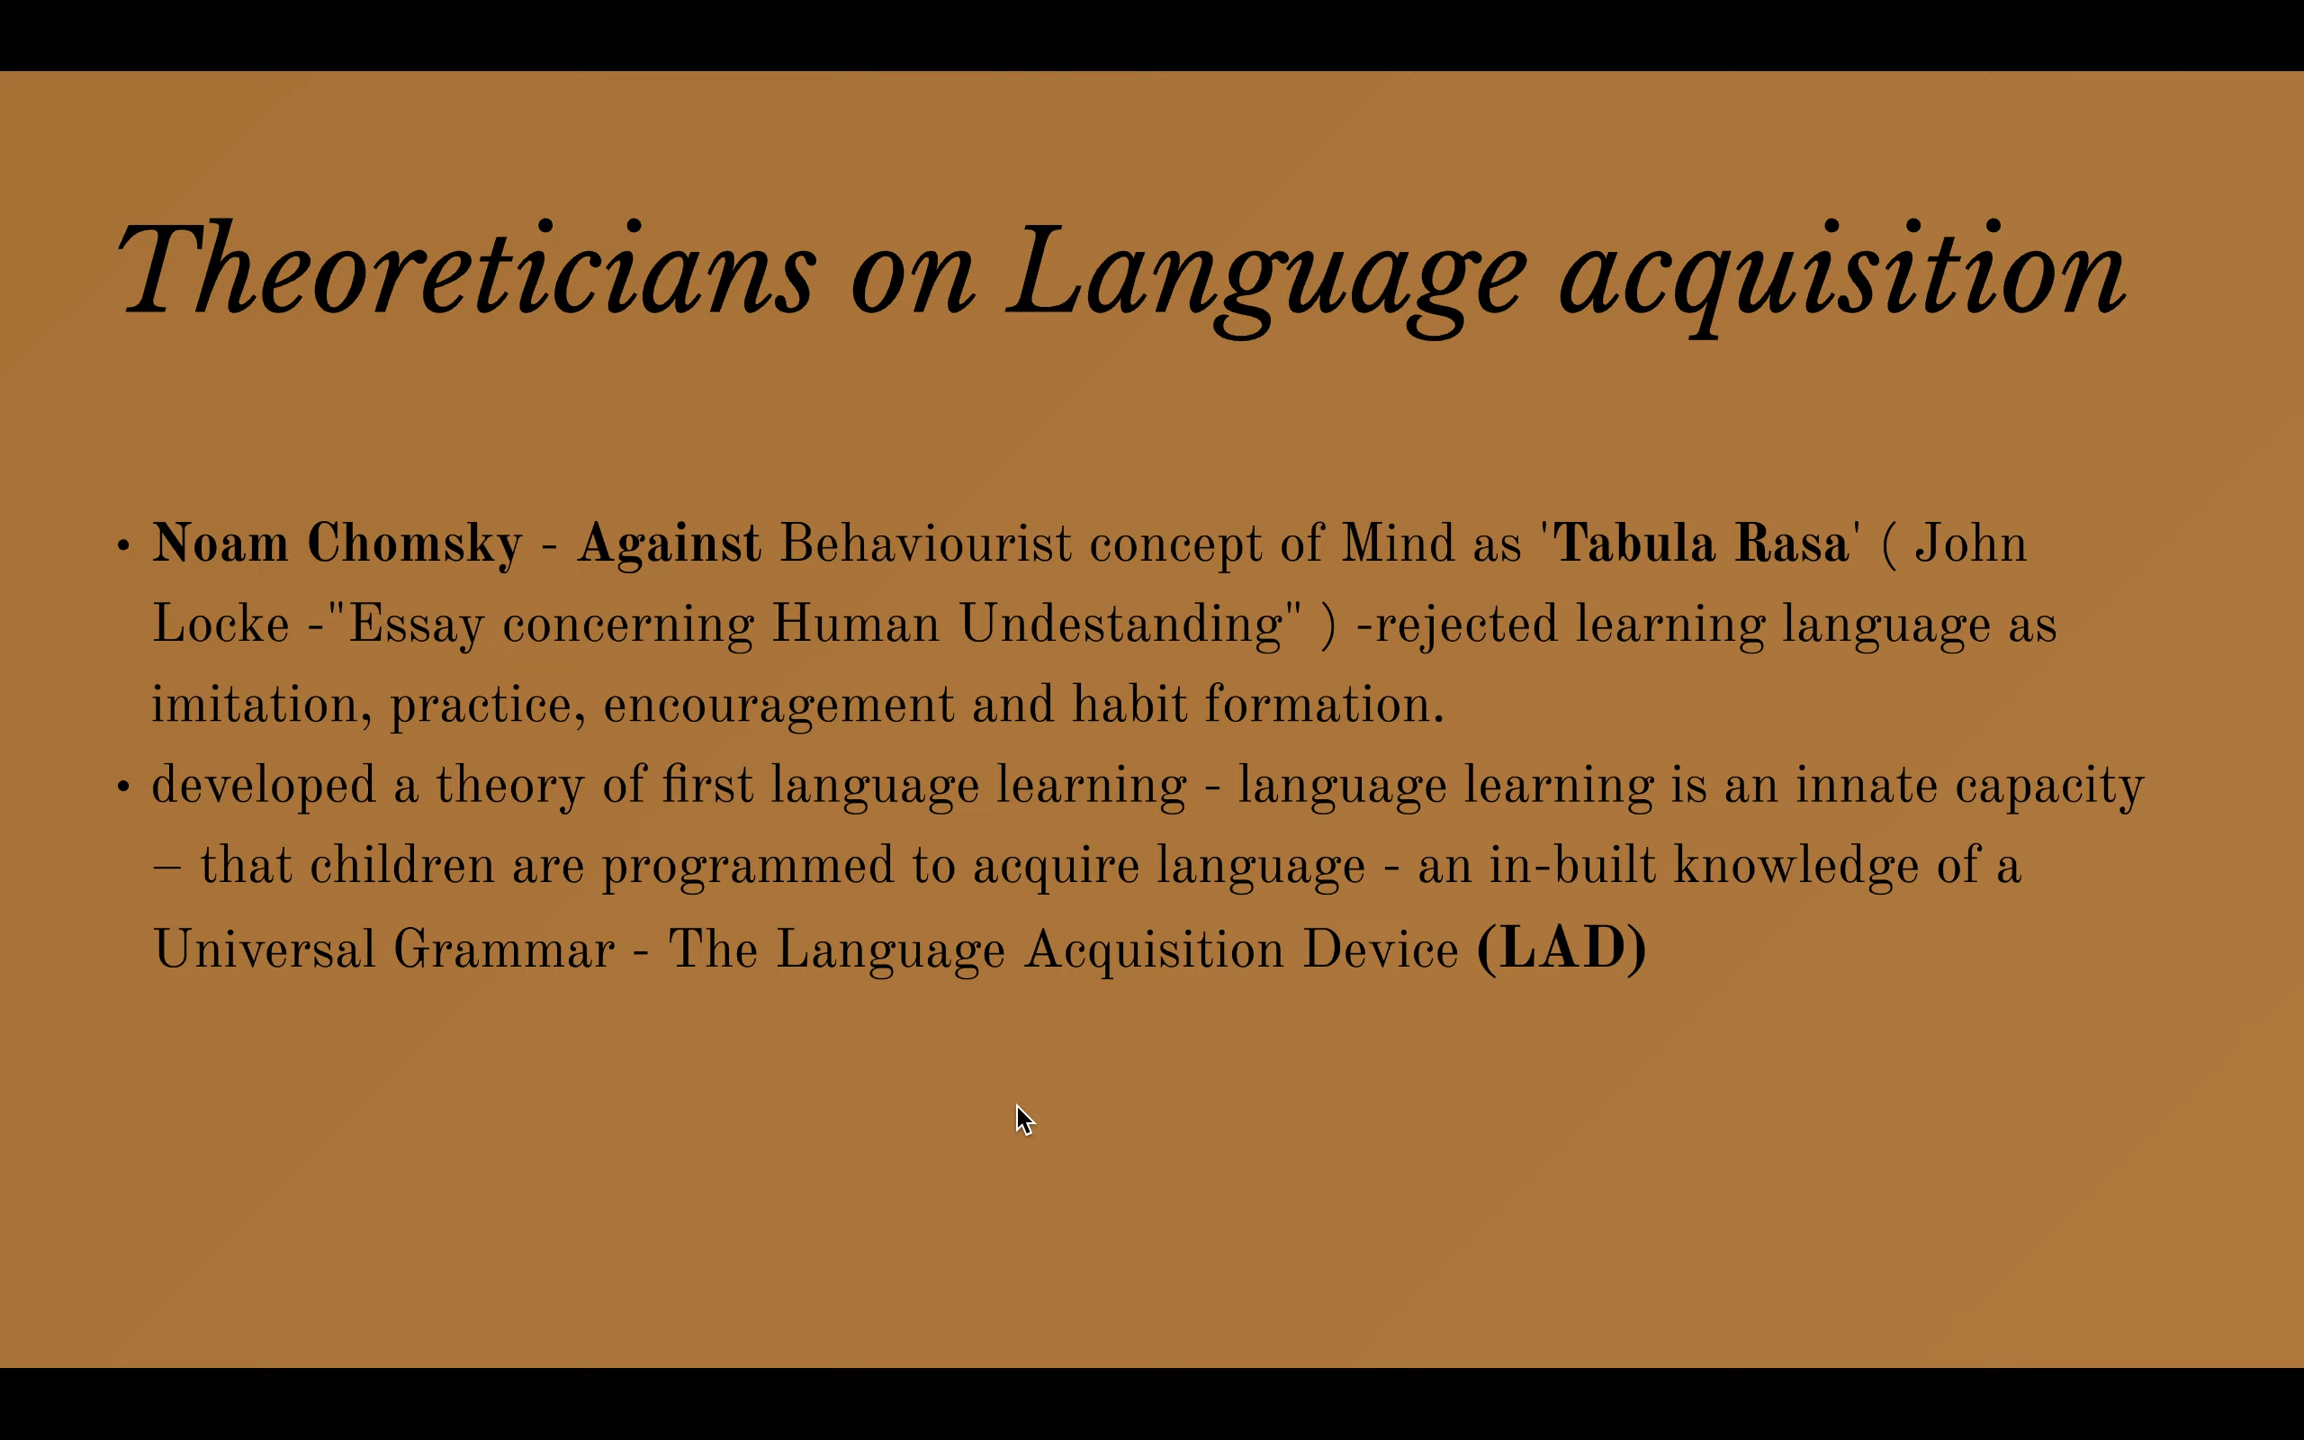 Theoreticians on Language acquisition
• Noam Chomsky - Against Behaviourist concept of Mind as 'Tabula Rasa' ( John
Locke -"Essay concerning Human Undestanding" ) -rejected learning language as
imitation, practice, encouragement and habit formation.
• developed a theory of first language learning - language learning is an innate capacity
– that children are programmed to acquire language - an in-built knowledge of a
Universal Grammar - The Language Acquisition Device (LAD)